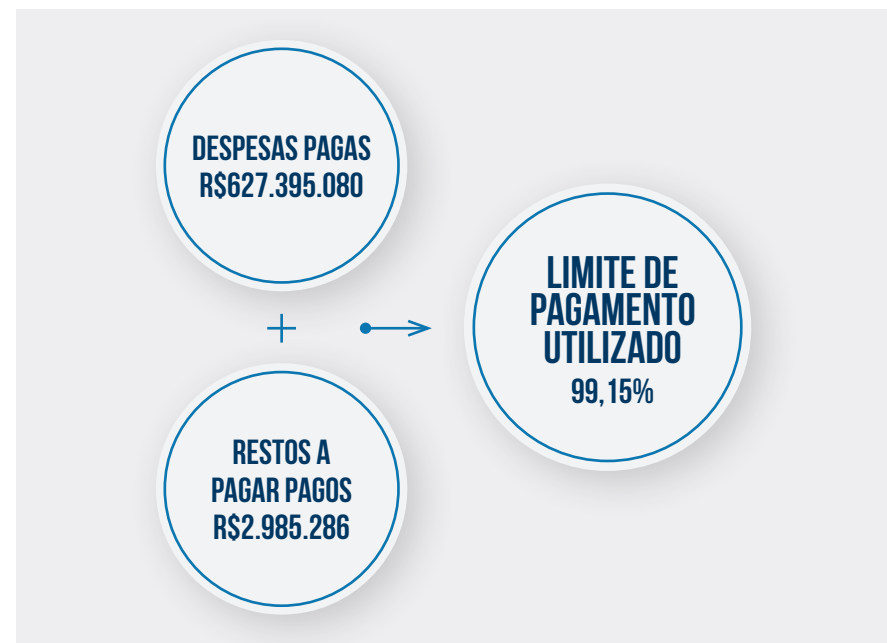 DESPESAS PAGAS
R$627.395.080
+
RESTOS A
PAGAR PAGOS
R$2.985.286
LIMITE DE
PAGAMENTO
UTILIZADO
99,15%